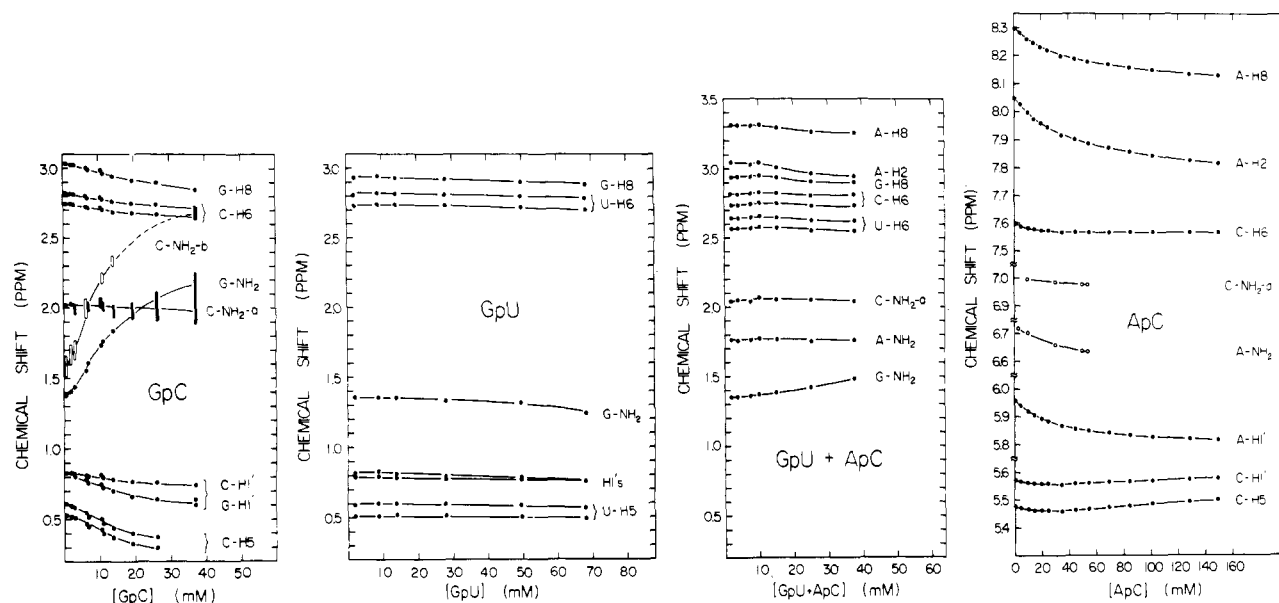 CHEMICAL SHIFT (PPM)
3.0
2.5
2.0
1.5
1.0
0.5
G-H8
C-H6
C-NH2-b
G-NH2
C-NH2-a
GpC
C-H1'
G-H1'
C-H5
10 20 30 40 50
[GpC] (mM)
CHEMICAL SHIFT (PPM)
3.0
2.5
2.0
1.5
1.0
0.5
G-H8
U-H6
GpU
G-NH2
H1's
U-H5
10 20 30 40 50 60 70 80
[GpU] (mM)
CHEMICAL SHIFT (PPM)
3.5
3.0
2.5
2.0
1.5
1.0
0.5
A-H8
A-H2
G-H8
C-H6
U-H6
C-NH2-a
A-NH2
G-NH2
GpU + ApC
10 20 30 40 50 60
[GpU+ApC] (mM)
CHEMICAL SHIFT (PPM)
8.3
8.2
8.1
8.0
7.9
7.8
7.6
7.5
7.0
6.7
6.6
6.0
5.9
5.8
5.6
5.5
5.4
A-H8
A-H2
C-H6
C-NH2-a
ApC
A-NH2
A-H1'
C-H1'
C-H5
0 20 40 60 80 100 120 140 160
[ApC] (mM)